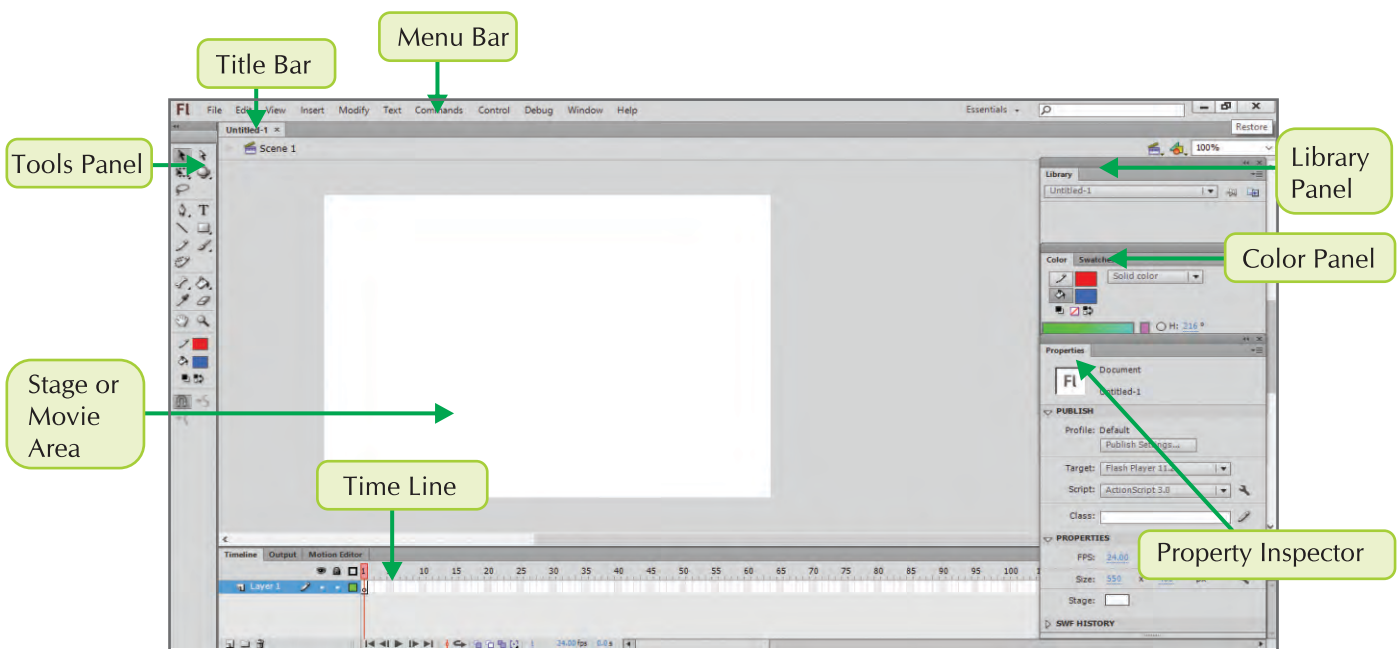 Menu Bar
Title Bar
Fl File Edit View Insert Modify Text Commands Control Debug Window Help Essentials
Untitled-1 ×
Restore
Tools Panel
Scene 1
100%
Library
Panel
Library
Untitled-1
T
Color Panel
Color Swatches
Solid color
H: 216 °
Properties
Fl
Document
Untitled-1
Stage or
Movie
Area
PUBLISH
Profile: Default
Publish Settings...
Time Line
Target: Flash Player 11.2
Script: ActionScript 3.0
Class:
Property Inspector
PROPERTIES
FPS: 24.00
Size: 550 x
Stage:
SWF HISTORY
Timeline Output Motion Editor
1 10 15 20 25 30 35 40 45 50 55 60 65 70 75 80 85 90 95 100
Layer 1
24.00 fps 0.0 s